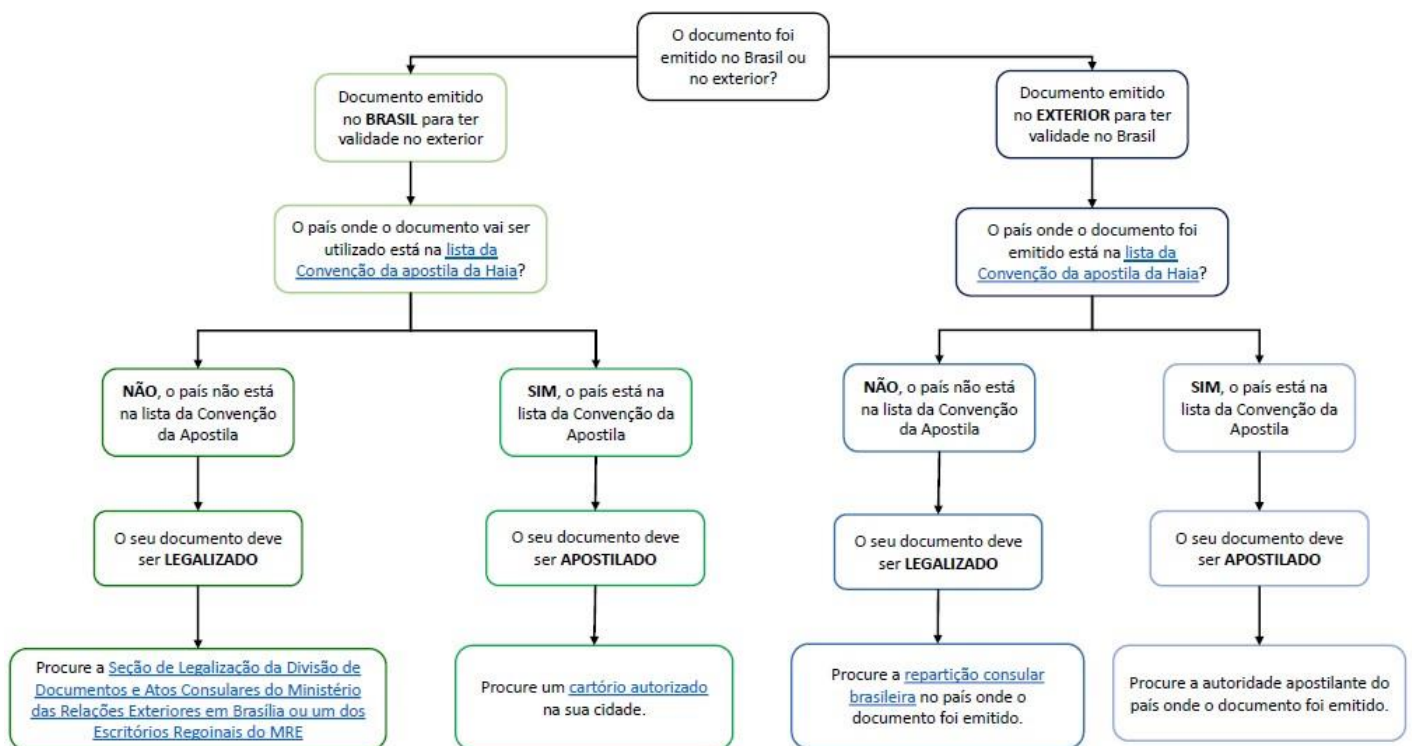 O documento foi
emitido no Brasil ou
no exterior?
Documento emitido
no BRASIL para ter
validade no exterior
Documento emitido
no EXTERIOR para ter
validade no Brasil
O país onde o documento vai ser
utilizado está na lista da
Convenção da apostila da Haia?
O país onde o documento foi
emitido está na lista da
Convenção da apostila da Haia?
NÃO, o país não está
na lista da Convenção
da Apostila
SIM, o país está na
lista da Convenção da
Apostila
NÃO, o país não está
na lista da Convenção
da Apostila
SIM, o país está na
lista da Convenção da
Apostila
O seu documento deve
ser LEGALIZADO
O seu documento deve
ser APOSTILADO
O seu documento deve
ser LEGALIZADO
O seu documento deve
ser APOSTILADO
Procure a Seção de Legalização da Divisão de
Documentos e Atos Consulares do Ministério
das Relações Exteriores em Brasília ou um dos
Escritórios Regoinais do MRE
Procure um cartório autorizado
na sua cidade.
Procure a repartição consular
brasileira no país onde o
documento foi emitido.
Procure a autoridade apostilante do
país onde o documento foi emitido.